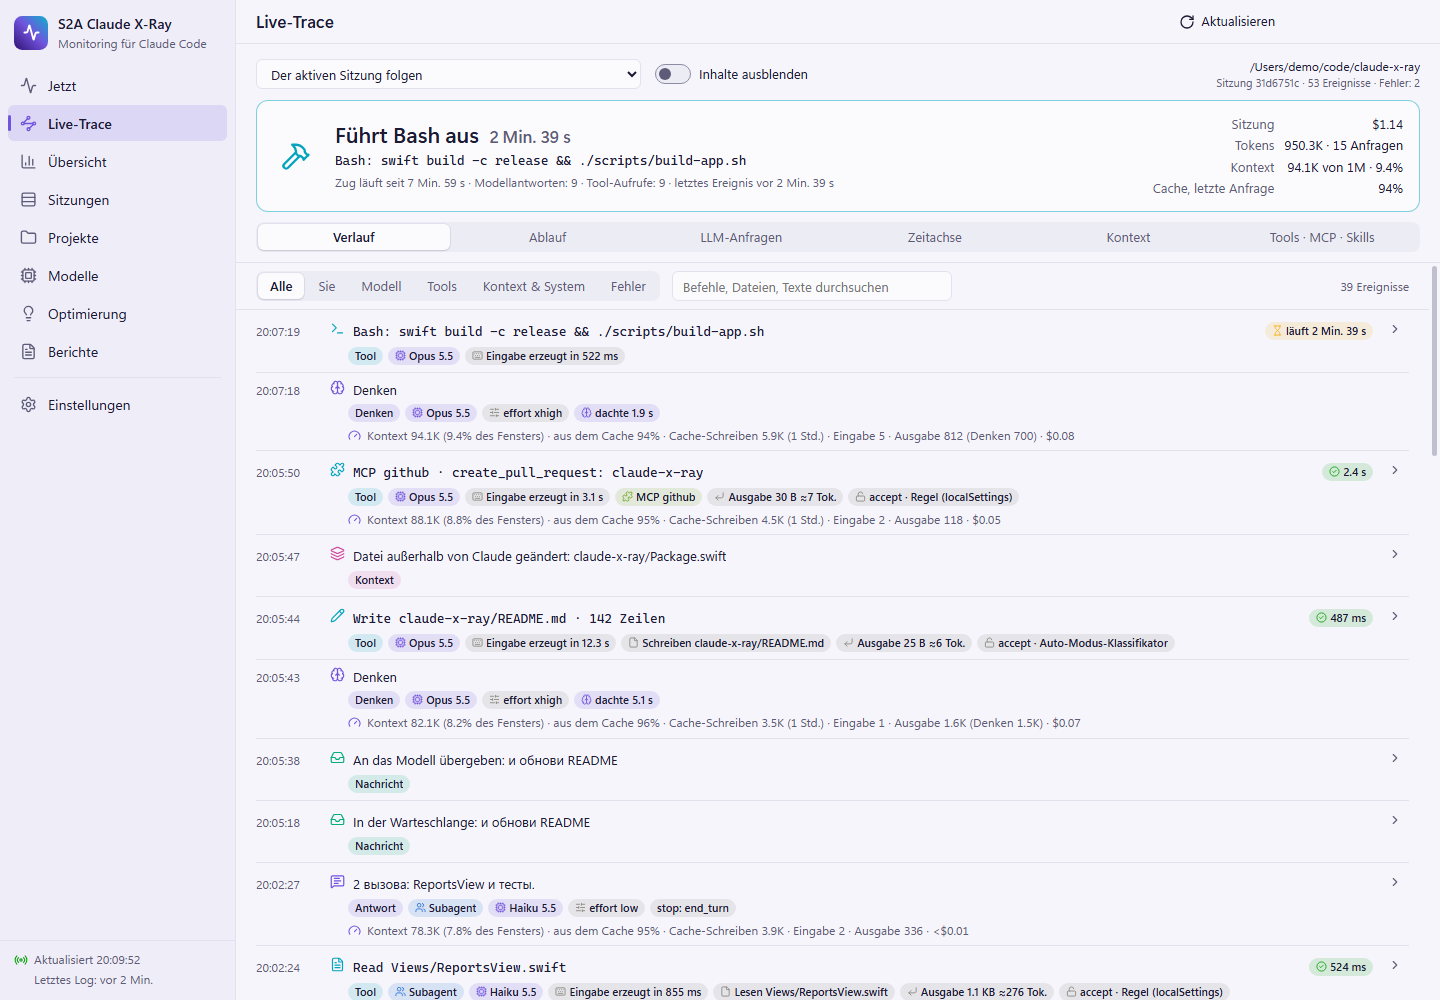 S2A Claude X-Ray
Monitoring für Claude Code
Jetzt
Live-Trace
Übersicht
Sitzungen
Projekte
Modelle
Optimierung
Berichte
Einstellungen
Aktualisiert 20:09:52
Letztes Log: vor 2 Min.
Live-Trace
Aktualisieren
Der aktiven Sitzung folgen
Inhalte ausblenden
/Users/demo/code/claude-x-ray
Sitzung 31d6751c · 53 Ereignisse · Fehler: 2
Führt Bash aus 2 Min. 39 s
Bash: swift build -c release && ./scripts/build-app.sh
Zug läuft seit 7 Min. 59 s · Modellantworten: 9 · Tool-Aufrufe: 9 · letztes Ereignis vor 2 Min. 39 s
Sitzung $1.14
Tokens 950.3K · 15 Anfragen
Kontext 94.1K von 1M · 9.4%
Cache, letzte Anfrage 94%
Verlauf Ablauf LLM-Anfragen Zeitachse Kontext Tools · MCP · Skills
Alle Sie Modell Tools Kontext & System Fehler Befehle, Dateien, Texte durchsuchen 39 Ereignisse
20:07:19 Bash: swift build -c release && ./scripts/build-app.sh läuft 2 Min. 39 s
Tool Opus 5.5 Eingabe erzeugt in 522 ms
20:07:18 Denken
Denken Opus 5.5 effort xhigh dachte 1.9 s
Kontext 94.1K (9.4% des Fensters) · aus dem Cache 94% · Cache-Schreiben 5.9K (1 Std.) · Eingabe 5 · Ausgabe 812 (Denken 700) · $0.08
20:05:50 MCP github · create_pull_request: claude-x-ray 2.4 s
Tool Opus 5.5 Eingabe erzeugt in 3.1 s MCP github Ausgabe 30 B ≈7 Tok. accept · Regel (localSettings)
Kontext 88.1K (8.8% des Fensters) · aus dem Cache 95% · Cache-Schreiben 4.5K (1 Std.) · Eingabe 2 · Ausgabe 118 · $0.05
20:05:47 Datei außerhalb von Claude geändert: claude-x-ray/Package.swift
Kontext
20:05:44 Write claude-x-ray/README.md · 142 Zeilen 487 ms
Tool Opus 5.5 Eingabe erzeugt in 12.3 s Schreiben claude-x-ray/README.md Ausgabe 25 B ≈6 Tok. accept · Auto-Modus-Klassifikator
20:05:43 Denken
Denken Opus 5.5 effort xhigh dachte 5.1 s
Kontext 82.1K (8.2% des Fensters) · aus dem Cache 96% · Cache-Schreiben 3.5K (1 Std.) · Eingabe 1 · Ausgabe 1.6K (Denken 1.5K) · $0.07
20:05:38 An das Modell übergeben: и обнови README
Nachricht
20:05:18 In der Warteschlange: и обнови README
Nachricht
20:02:27 2 вызова: ReportsView и тесты.
Antwort Subagent Haiku 5.5 effort low stop: end_turn
Kontext 78.3K (7.8% des Fensters) · aus dem Cache 95% · Cache-Schreiben 3.9K · Eingabe 2 · Ausgabe 336 · <$0.01
20:02:24 Read Views/ReportsView.swift 524 ms
Tool Subagent Haiku 5.5 Eingabe erzeugt in 855 ms Lesen Views/ReportsView.swift Ausgabe 1.1 KB ≈276 Tok. accept · Regel (localSettings)